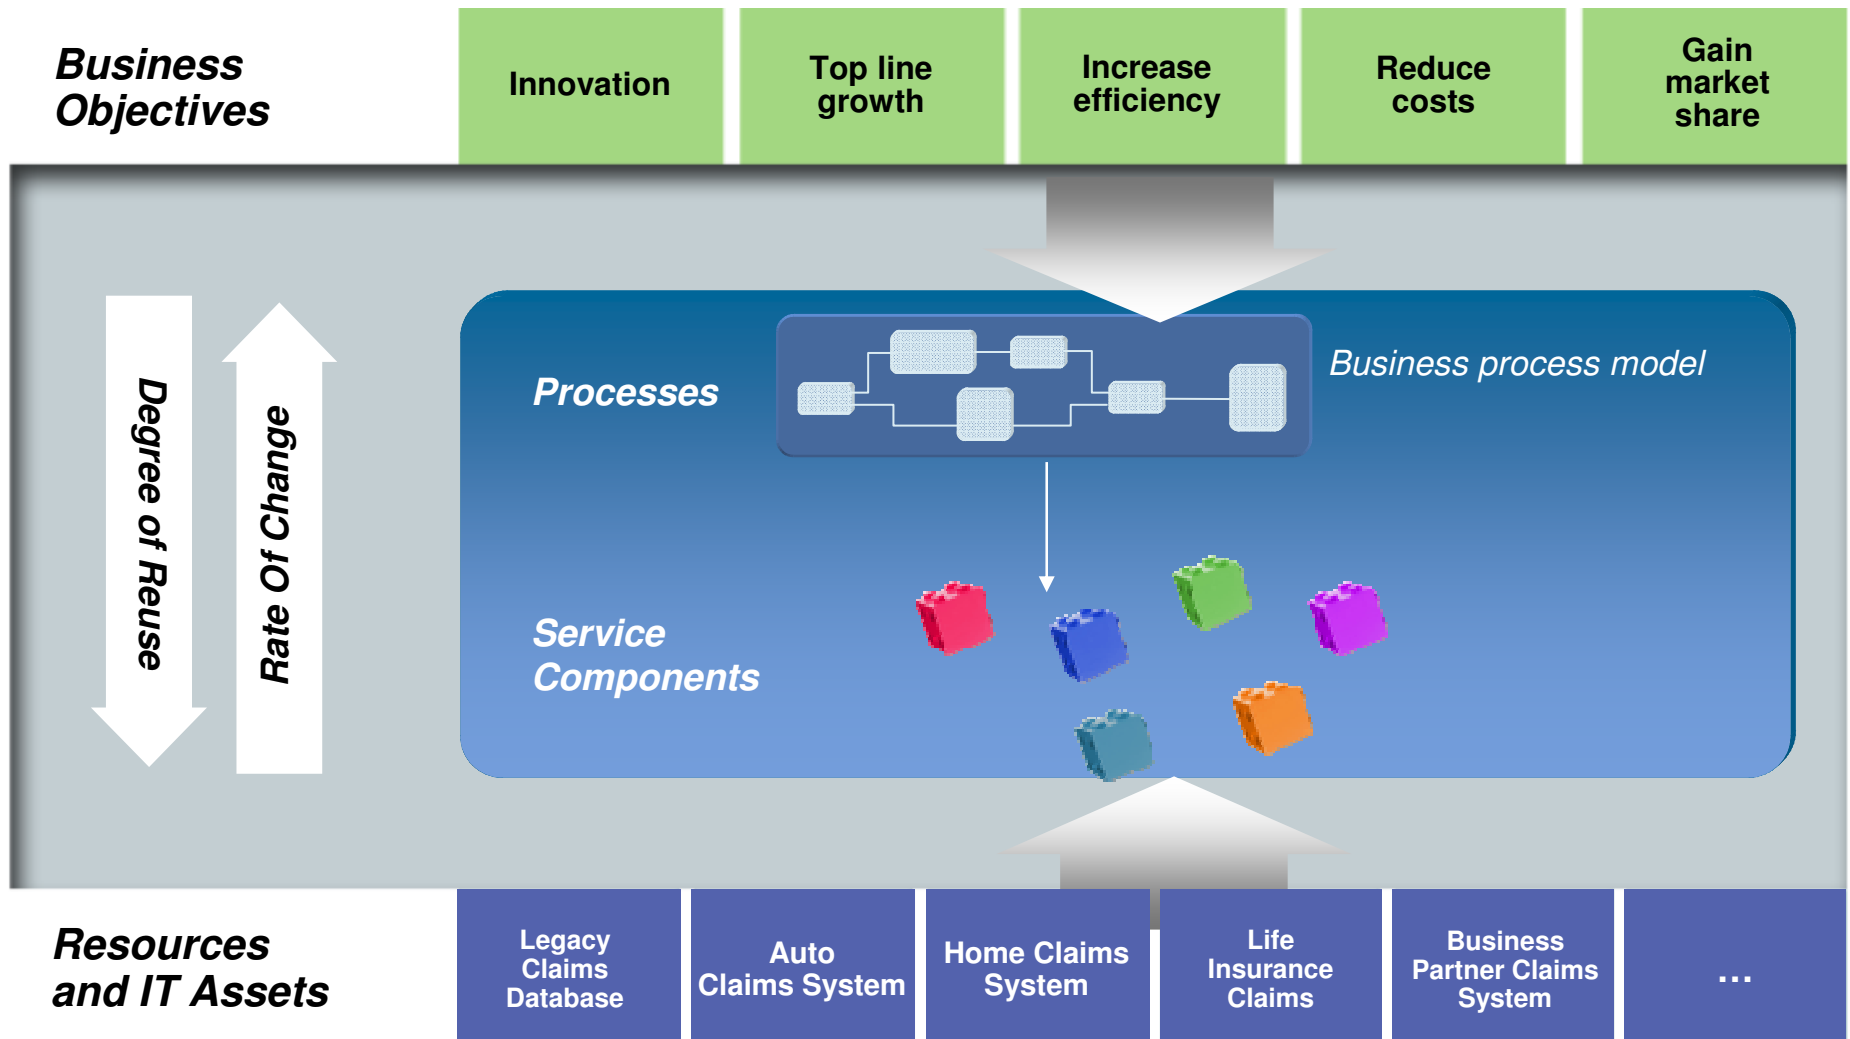 Business
Objectives
Innovation
Top line
growth
Increase
efficiency
Reduce
costs
Gain
market
share
Degree of Reuse
Rate Of Change
Processes
Business process model
Service
Components
Resources
and IT Assets
Legacy
Claims
Database
Auto
Claims System
Home Claims
System
Life
Insurance
Claims
Business
Partner Claims
System
...